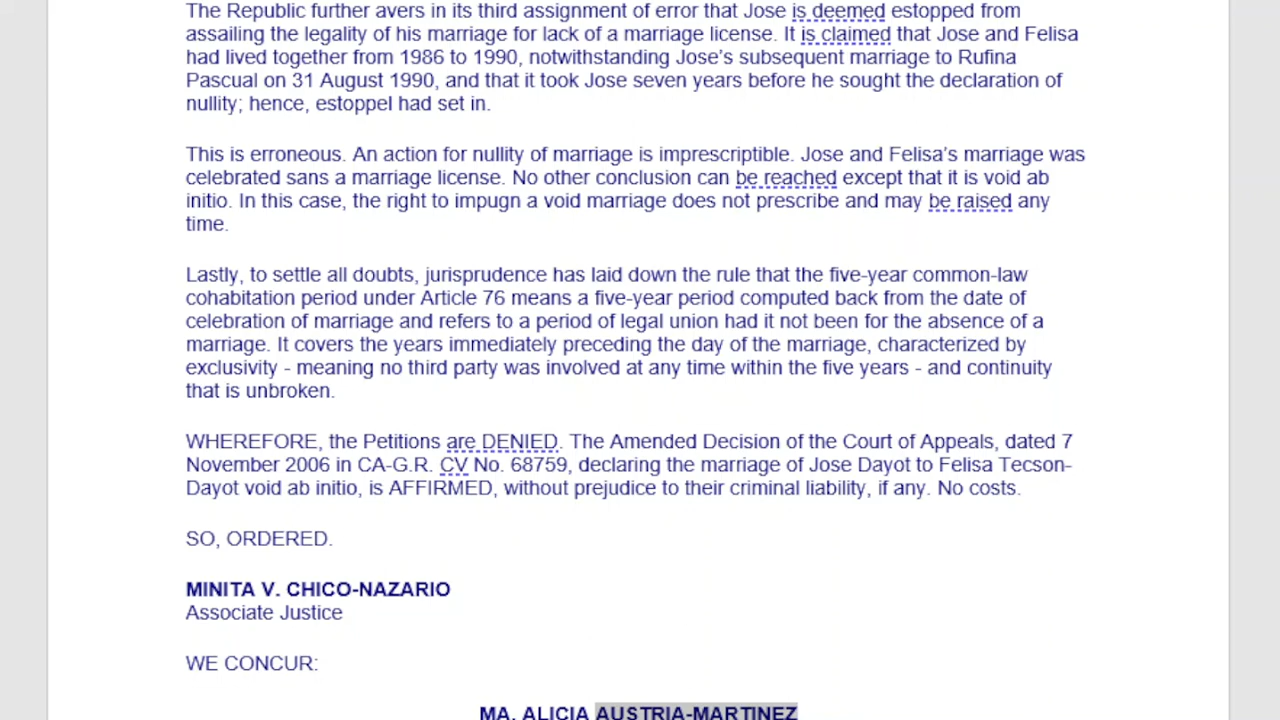 The Republic further avers in its third assignment of error that Jose is deemed estopped from
assailing the legality of his marriage for lack of a marriage license. It is claimed that Jose and Felisa
had lived together from 1986 to 1990, notwithstanding Jose’s subsequent marriage to Rufina
Pascual on 31 August 1990, and that it took Jose seven years before he sought the declaration of
nullity; hence, estoppel had set in.
This is erroneous. An action for nullity of marriage is imprescriptible. Jose and Felisa’s marriage was
celebrated sans a marriage license. No other conclusion can be reached except that it is void ab
initio. In this case, the right to impugn a void marriage does not prescribe and may be raised any
time.
Lastly, to settle all doubts, jurisprudence has laid down the rule that the five-year common-law
cohabitation period under Article 76 means a five-year period computed back from the date of
celebration of marriage and refers to a period of legal union had it not been for the absence of a
marriage. It covers the years immediately preceding the day of the marriage, characterized by
exclusivity - meaning no third party was involved at any time within the five years - and continuity
that is unbroken.
WHEREFORE, the Petitions are DENIED. The Amended Decision of the Court of Appeals, dated 7
November 2006 in CA-G.R. CV No. 68759, declaring the marriage of Jose Dayot to Felisa Tecson-
Dayot void ab initio, is AFFIRMED, without prejudice to their criminal liability, if any. No costs.
SO, ORDERED.
MINITA V. CHICO-NAZARIO
Associate Justice
WE CONCUR:
MA. ALICIA AUSTRIA-MARTINEZ